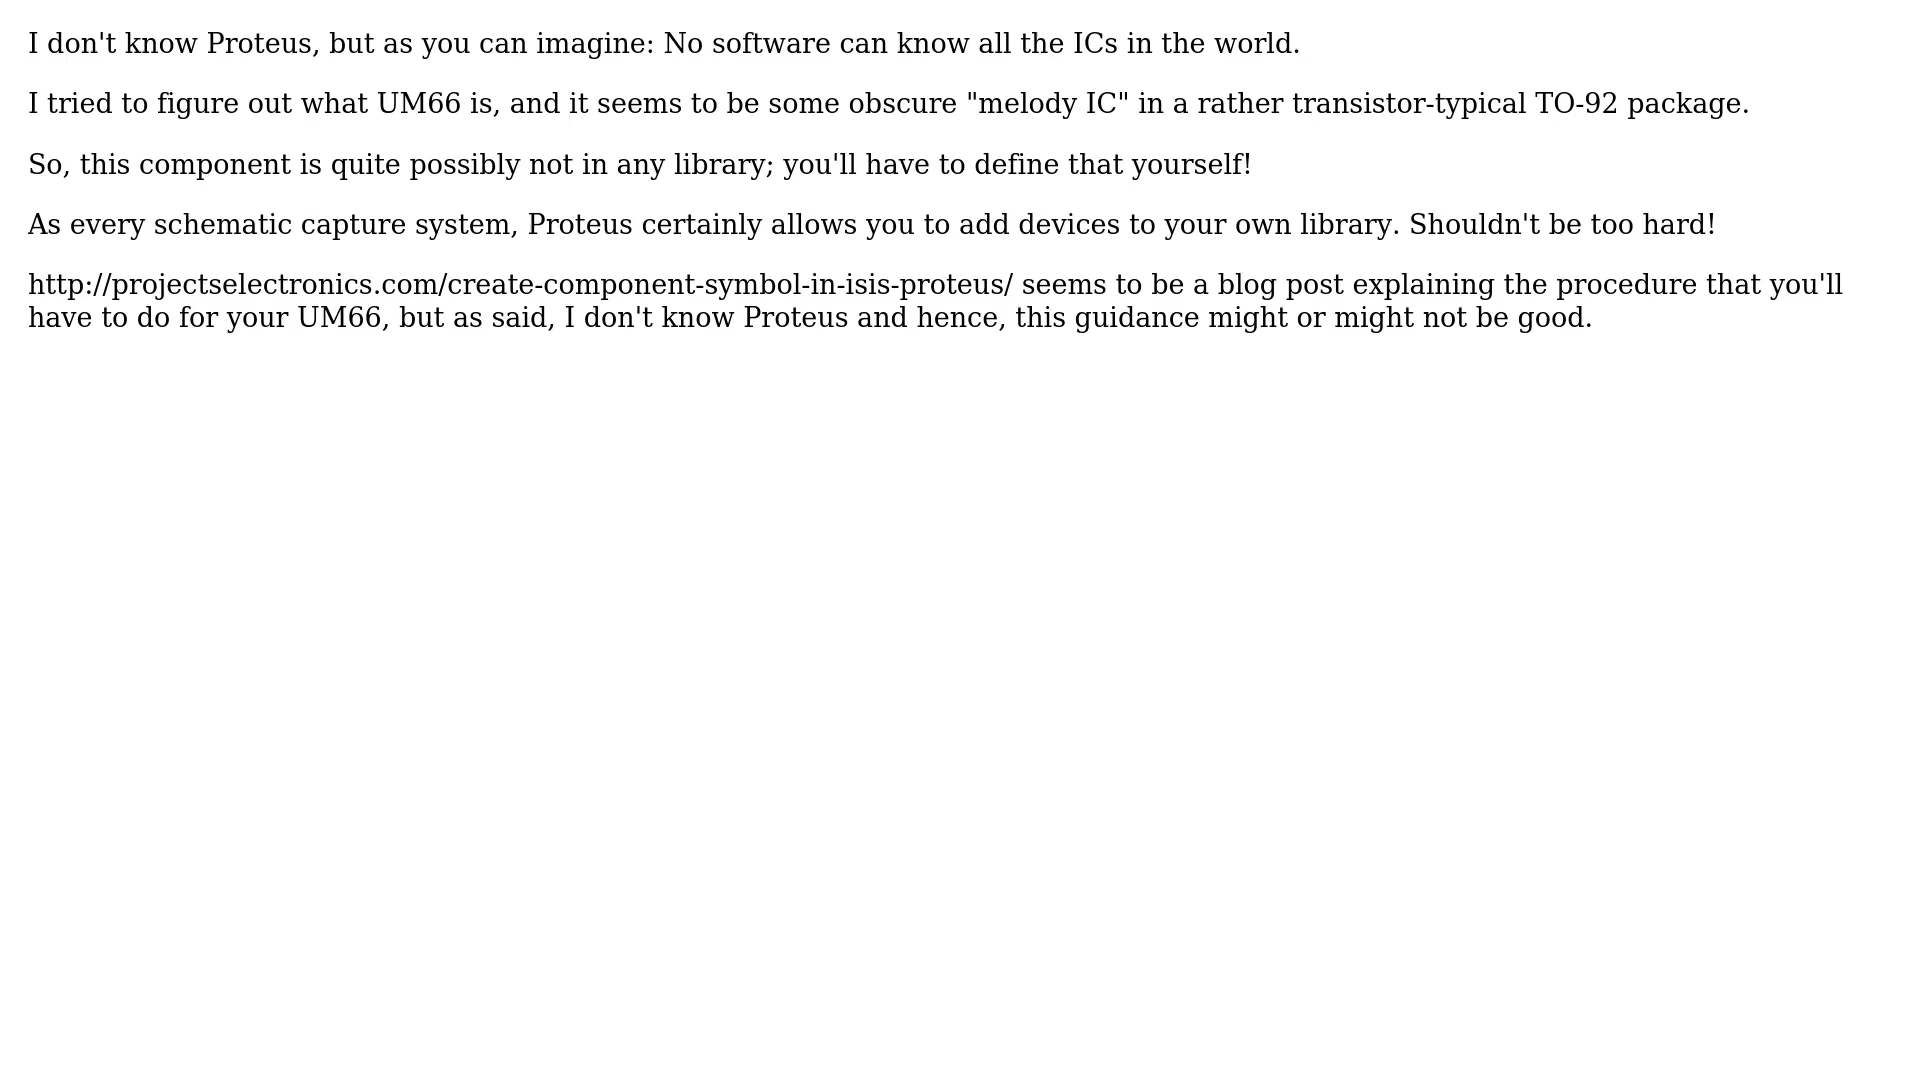 I don't know Proteus, but as you can imagine: No software can know all the ICs in the world.
I tried to figure out what UM66 is, and it seems to be some obscure "melody IC" in a rather transistor-typical TO-92 package.
So, this component is quite possibly not in any library; you'll have to define that yourself!
As every schematic capture system, Proteus certainly allows you to add devices to your own library. Shouldn't be too hard!
http://projectselectronics.com/create-component-symbol-in-isis-proteus/ seems to be a blog post explaining the procedure that you'll
have to do for your UM66, but as said, I don't know Proteus and hence, this guidance might or might not be good.